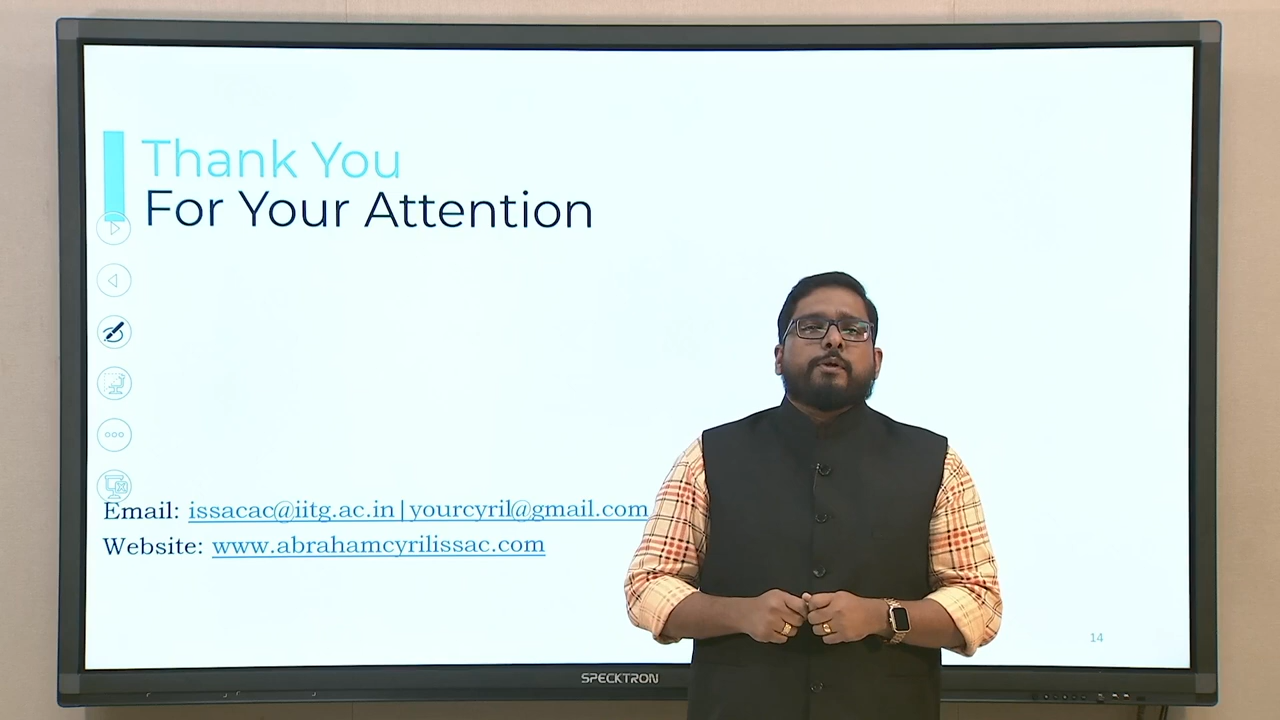 Thank You
For Your Attention
Email: issacac@iitg.ac.in|yourcyril@gmail.com
Website: www.abrahamcyrilissac.com
14
SPECKTRON